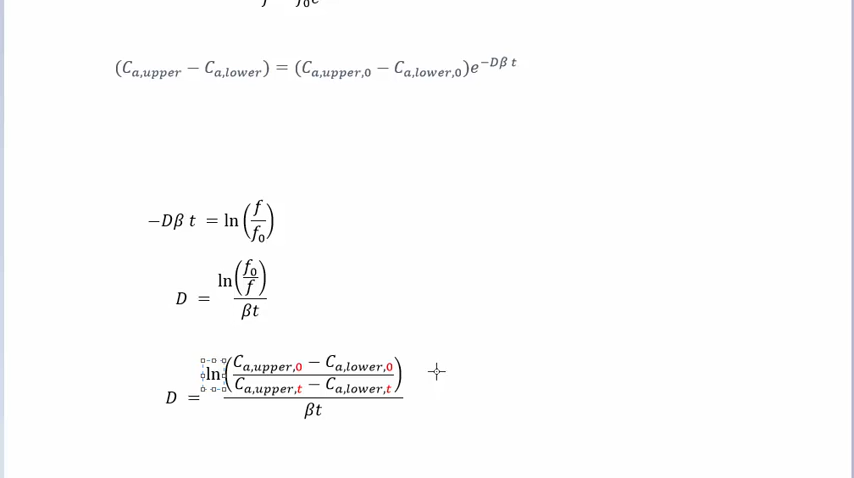 (C_{a,upper} − C_{a,lower}) = (C_{a,upper,0} − C_{a,lower,0})e^{−Dβ t}
−Dβ t = ln(f/f_0)
D = ln(f_0/f)/βt
D = ln((C_{a,upper,0} − C_{a,lower,0})/(C_{a,upper,t} − C_{a,lower,t}))/βt